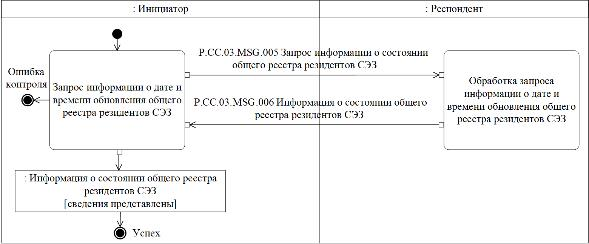 : Инициатор
: Респондент
P.CC.03.MSG.005 Запрос информации о состоянии
общего реестра резидентов СЭЗ
Ошибка
контроля
Запрос информации о дате и
времени обновления общего
реестра резидентов СЭЗ
Обработка запроса
информации о дате и
времени обновления общего
реестра резидентов СЭЗ
P.CC.03.MSG.006 Информация о состоянии общего
реестра резидентов СЭЗ
: Информация о состоянии общего реестра
резидентов СЭЗ
[сведения представлены]
Успех